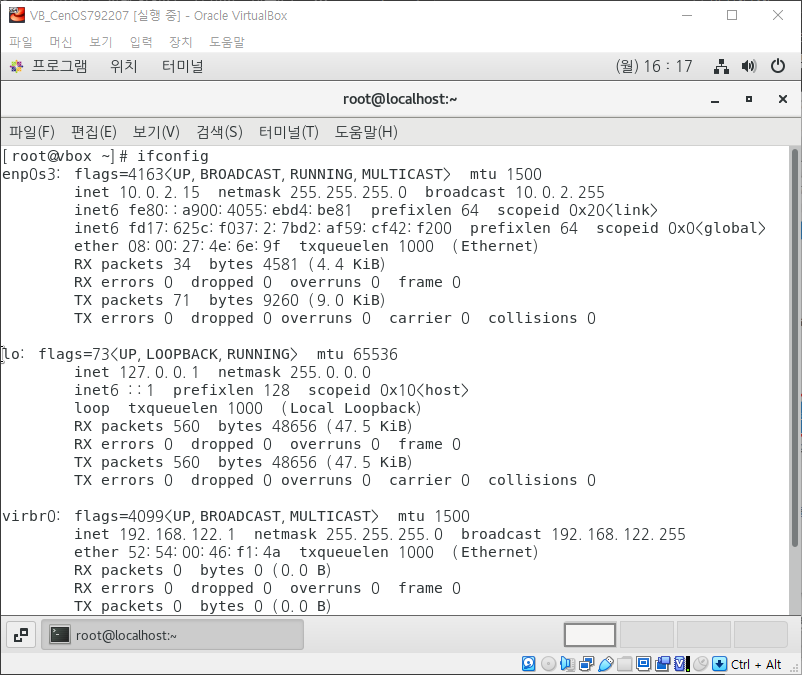 VB_CenOS792207 [실행 중] - Oracle VirtualBox
파일 머신 보기 입력 장치 도움말
프로그램 위치 터미널 (월) 16 : 17
root@localhost:~
파일(F) 편집(E) 보기(V) 검색(S) 터미널(T) 도움말(H)
[root@vbox ~]# ifconfig
enp0s3: flags=4163<UP,BROADCAST,RUNNING,MULTICAST>  mtu 1500
        inet 10.0.2.15  netmask 255.255.255.0  broadcast 10.0.2.255
        inet6 fe80::a900:4055:ebd4:be81  prefixlen 64  scopeid 0x20<link>
        inet6 fd17:625c:f037:2:7bd2:af59:cf42:f200  prefixlen 64  scopeid 0x0<global>
        ether 08:00:27:4e:6e:9f  txqueuelen 1000  (Ethernet)
        RX packets 34  bytes 4581 (4.4 KiB)
        RX errors 0  dropped 0  overruns 0  frame 0
        TX packets 71  bytes 9260 (9.0 KiB)
        TX errors 0  dropped 0 overruns 0  carrier 0  collisions 0
lo: flags=73<UP,LOOPBACK,RUNNING>  mtu 65536
        inet 127.0.0.1  netmask 255.0.0.0
        inet6 ::1  prefixlen 128  scopeid 0x10<host>
        loop  txqueuelen 1000  (Local Loopback)
        RX packets 560  bytes 48656 (47.5 KiB)
        RX errors 0  dropped 0  overruns 0  frame 0
        TX packets 560  bytes 48656 (47.5 KiB)
        TX errors 0  dropped 0 overruns 0  carrier 0  collisions 0
virbr0: flags=4099<UP,BROADCAST,MULTICAST>  mtu 1500
        inet 192.168.122.1  netmask 255.255.255.0  broadcast 192.168.122.255
        ether 52:54:00:46:f1:4a  txqueuelen 1000  (Ethernet)
        RX packets 0  bytes 0 (0.0 B)
        RX errors 0  dropped 0  overruns 0  frame 0
        TX packets 0  bytes 0 (0.0 B)
root@localhost:~
Ctrl + Alt